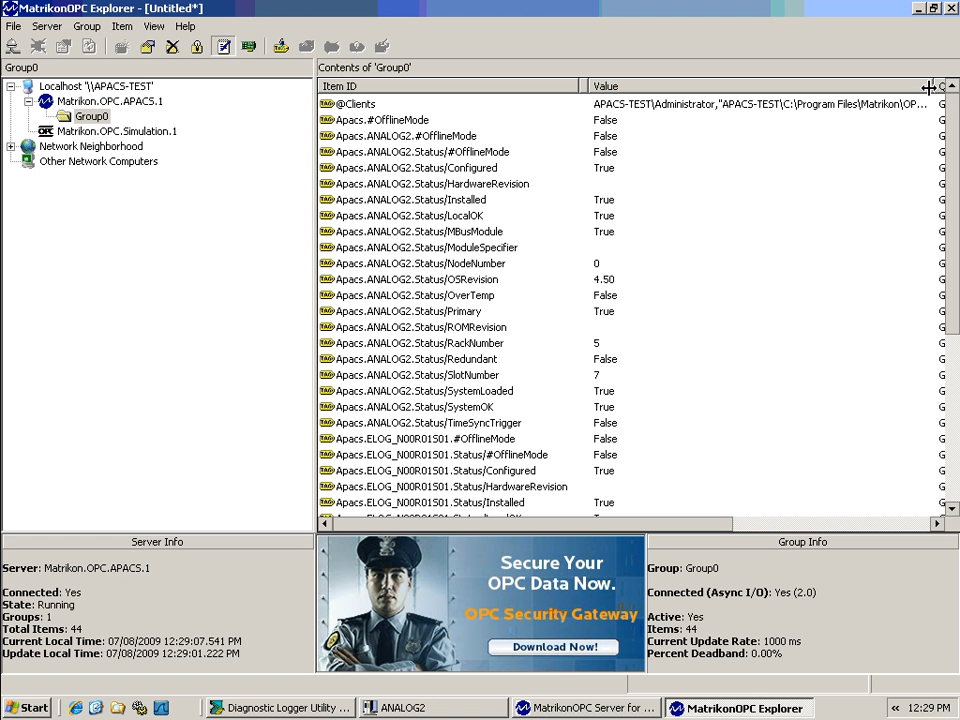 MatrikonOPC Explorer - [Untitled*]
File Server Group Item View Help
Group0
Contents of 'Group0'
Localhost '\\APACS-TEST'
Matrikon.OPC.APACS.1
Group0
Matrikon.OPC.Simulation.1
Network Neighborhood
Other Network Computers
Item ID Value
@Clients APACS-TEST\Administrator,"APACS-TEST\C:\Program Files\Matrikon\OP... G
Apacs.#OfflineMode False G
Apacs.ANALOG2.#OfflineMode False G
Apacs.ANALOG2.Status/#OfflineMode False G
Apacs.ANALOG2.Status/Configured True G
Apacs.ANALOG2.Status/HardwareRevision G
Apacs.ANALOG2.Status/Installed True G
Apacs.ANALOG2.Status/LocalOK True G
Apacs.ANALOG2.Status/MBusModule True G
Apacs.ANALOG2.Status/ModuleSpecifier G
Apacs.ANALOG2.Status/NodeNumber 0 G
Apacs.ANALOG2.Status/OSRevision 4.50 G
Apacs.ANALOG2.Status/OverTemp False G
Apacs.ANALOG2.Status/Primary True G
Apacs.ANALOG2.Status/ROMRevision G
Apacs.ANALOG2.Status/RackNumber 5 G
Apacs.ANALOG2.Status/Redundant False G
Apacs.ANALOG2.Status/SlotNumber 7 G
Apacs.ANALOG2.Status/SystemLoaded True G
Apacs.ANALOG2.Status/SystemOK True G
Apacs.ANALOG2.Status/TimeSyncTrigger False G
Apacs.ELOG_N00R01S01.#OfflineMode False G
Apacs.ELOG_N00R01S01.Status/#OfflineMode False G
Apacs.ELOG_N00R01S01.Status/Configured True G
Apacs.ELOG_N00R01S01.Status/HardwareRevision G
Apacs.ELOG_N00R01S01.Status/Installed True G
Server Info
Server: Matrikon.OPC.APACS.1
Connected: Yes
State: Running
Groups: 1
Total Items: 44
Current Local Time: 07/08/2009 12:29:07.541 PM
Update Local Time: 07/08/2009 12:29:01.222 PM
Secure Your
OPC Data Now.
OPC Security Gateway
Download Now!
Group Info
Group: Group0
Connected (Async I/O): Yes (2.0)
Active: Yes
Items: 44
Current Update Rate: 1000 ms
Percent Deadband: 0.00%
Start
Diagnostic Logger Utility ...
ANALOG2
MatrikonOPC Server for ...
MatrikonOPC Explorer
« 12:29 PM